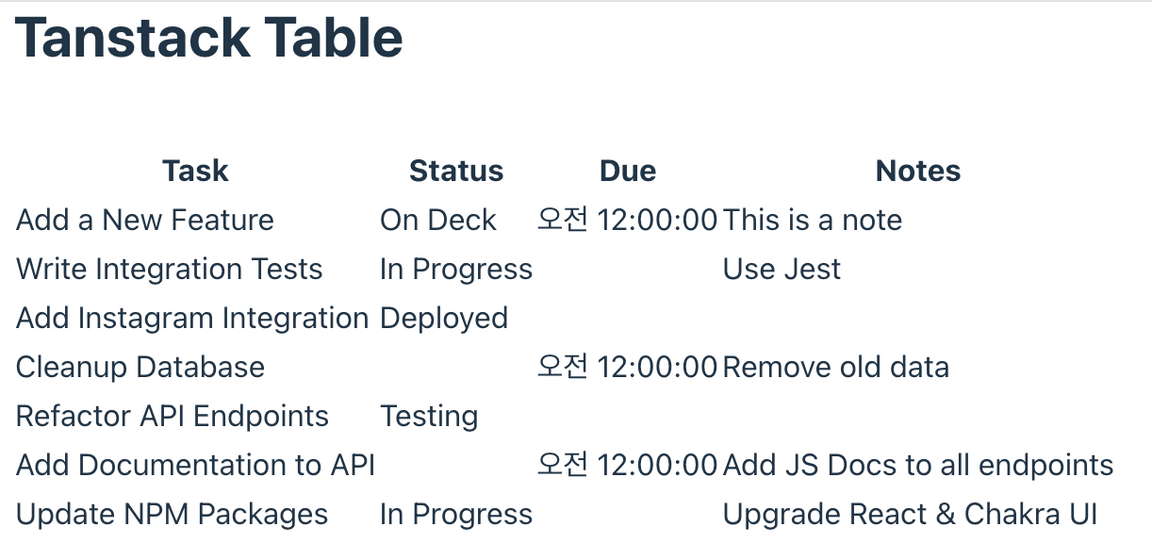 Tanstack Table
Task Status Due Notes
Add a New Feature On Deck 오전 12:00:00 This is a note
Write Integration Tests In Progress Use Jest
Add Instagram Integration Deployed
Cleanup Database 오전 12:00:00 Remove old data
Refactor API Endpoints Testing
Add Documentation to API 오전 12:00:00 Add JS Docs to all endpoints
Update NPM Packages In Progress Upgrade React & Chakra UI